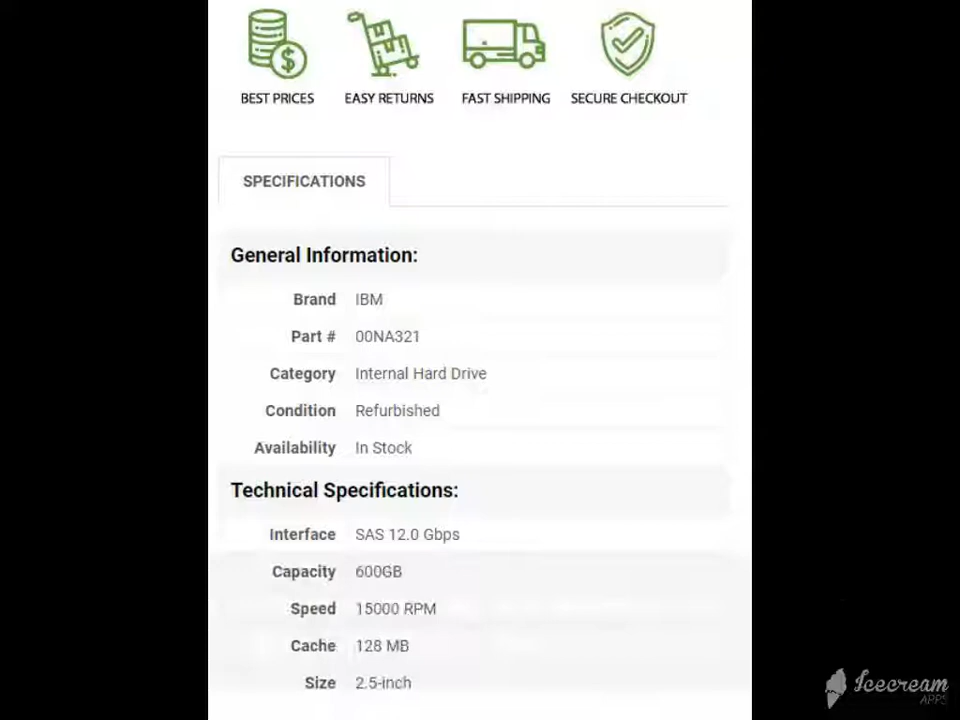 BEST PRICES EASY RETURNS FAST SHIPPING SECURE CHECKOUT
SPECIFICATIONS
General Information:
Brand IBM
Part # 00NA321
Category Internal Hard Drive
Condition Refurbished
Availability In Stock
Technical Specifications:
Interface SAS 12.0 Gbps
Capacity 600GB
Speed 15000 RPM
Cache 128 MB
Size 2.5-inch
Icecream
APPS